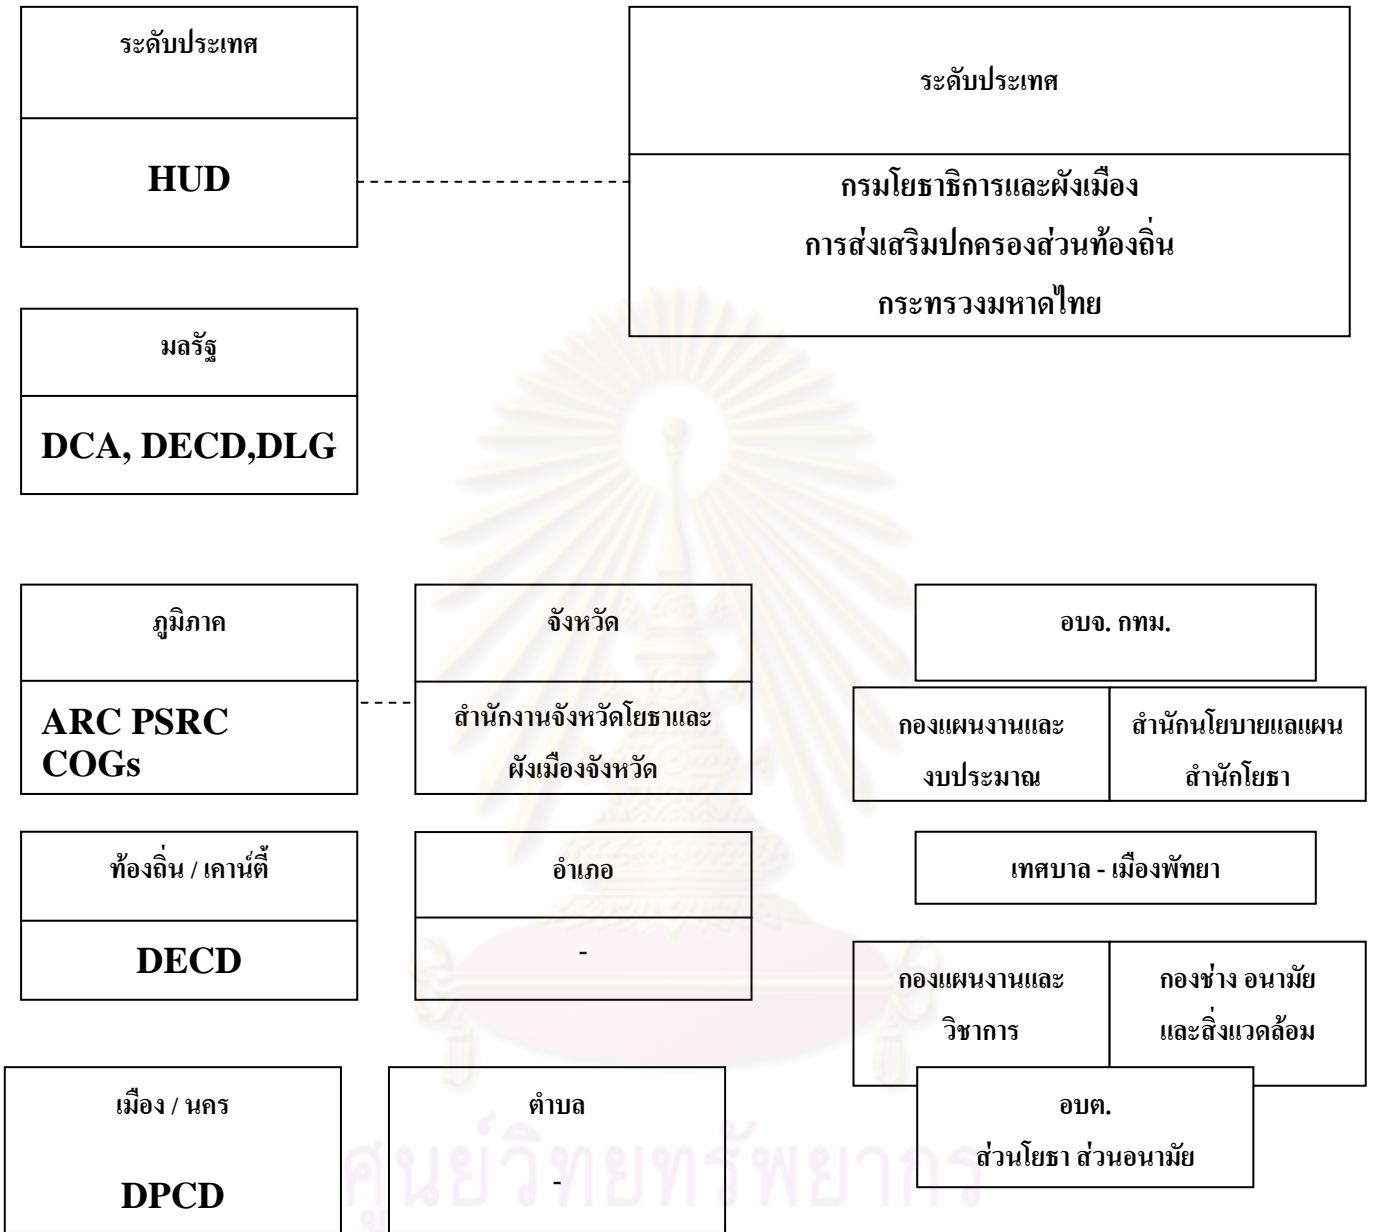 ระดับประเทศ
HUD
ระดับประเทศ
กรมโยธาธิการและผังเมือง
การส่งเสริมปกครองส่วนท้องถิ่น
กระทรวงมหาดไทย
มลรัฐ
DCA, DECD,DLG
ภูมิภาค
ARC PSRC
COGs
จังหวัด
สำนักงานจังหวัดโยธาและ
ผังเมืองจังหวัด
อบจ. กทม.
กองแผนงานและ
งบประมาณ
สำนักนโยบายแลแผน
สำนักโยธา
ท้องถิ่น / เคาน์ตี้
DECD
อำเภอ
-
เทศบาล - เมืองพัทยา
กองแผนงานและ
วิชาการ
กองช่าง อนามัย
และสิ่งแวดล้อม
เมือง / นคร
DPCD
ตำบล
-
อบต.
ส่วนโยธา ส่วนอนามัย
ศูนย์วิทยทรัพยากร